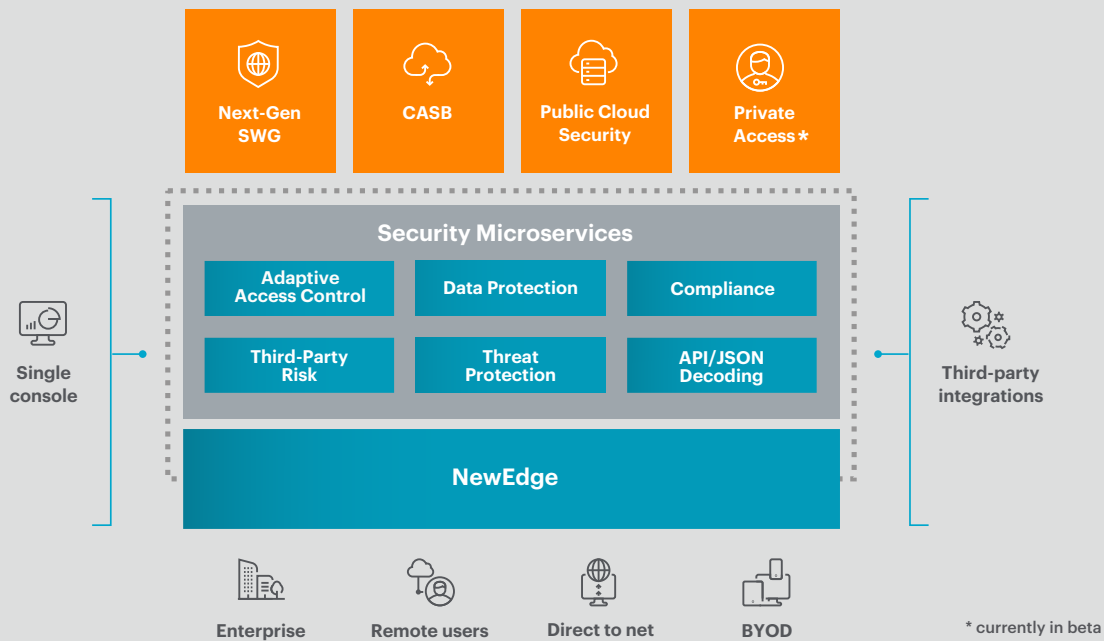 Next-Gen
SWG
CASB
Public Cloud
Security
Private
Access*
Security Microservices
Adaptive
Access Control
Data Protection
Compliance
Third-Party
Risk
Threat
Protection
API/JSON
Decoding
Single
console
Third-party
integrations
NewEdge
Enterprise
Remote users
Direct to net
BYOD
* currently in beta